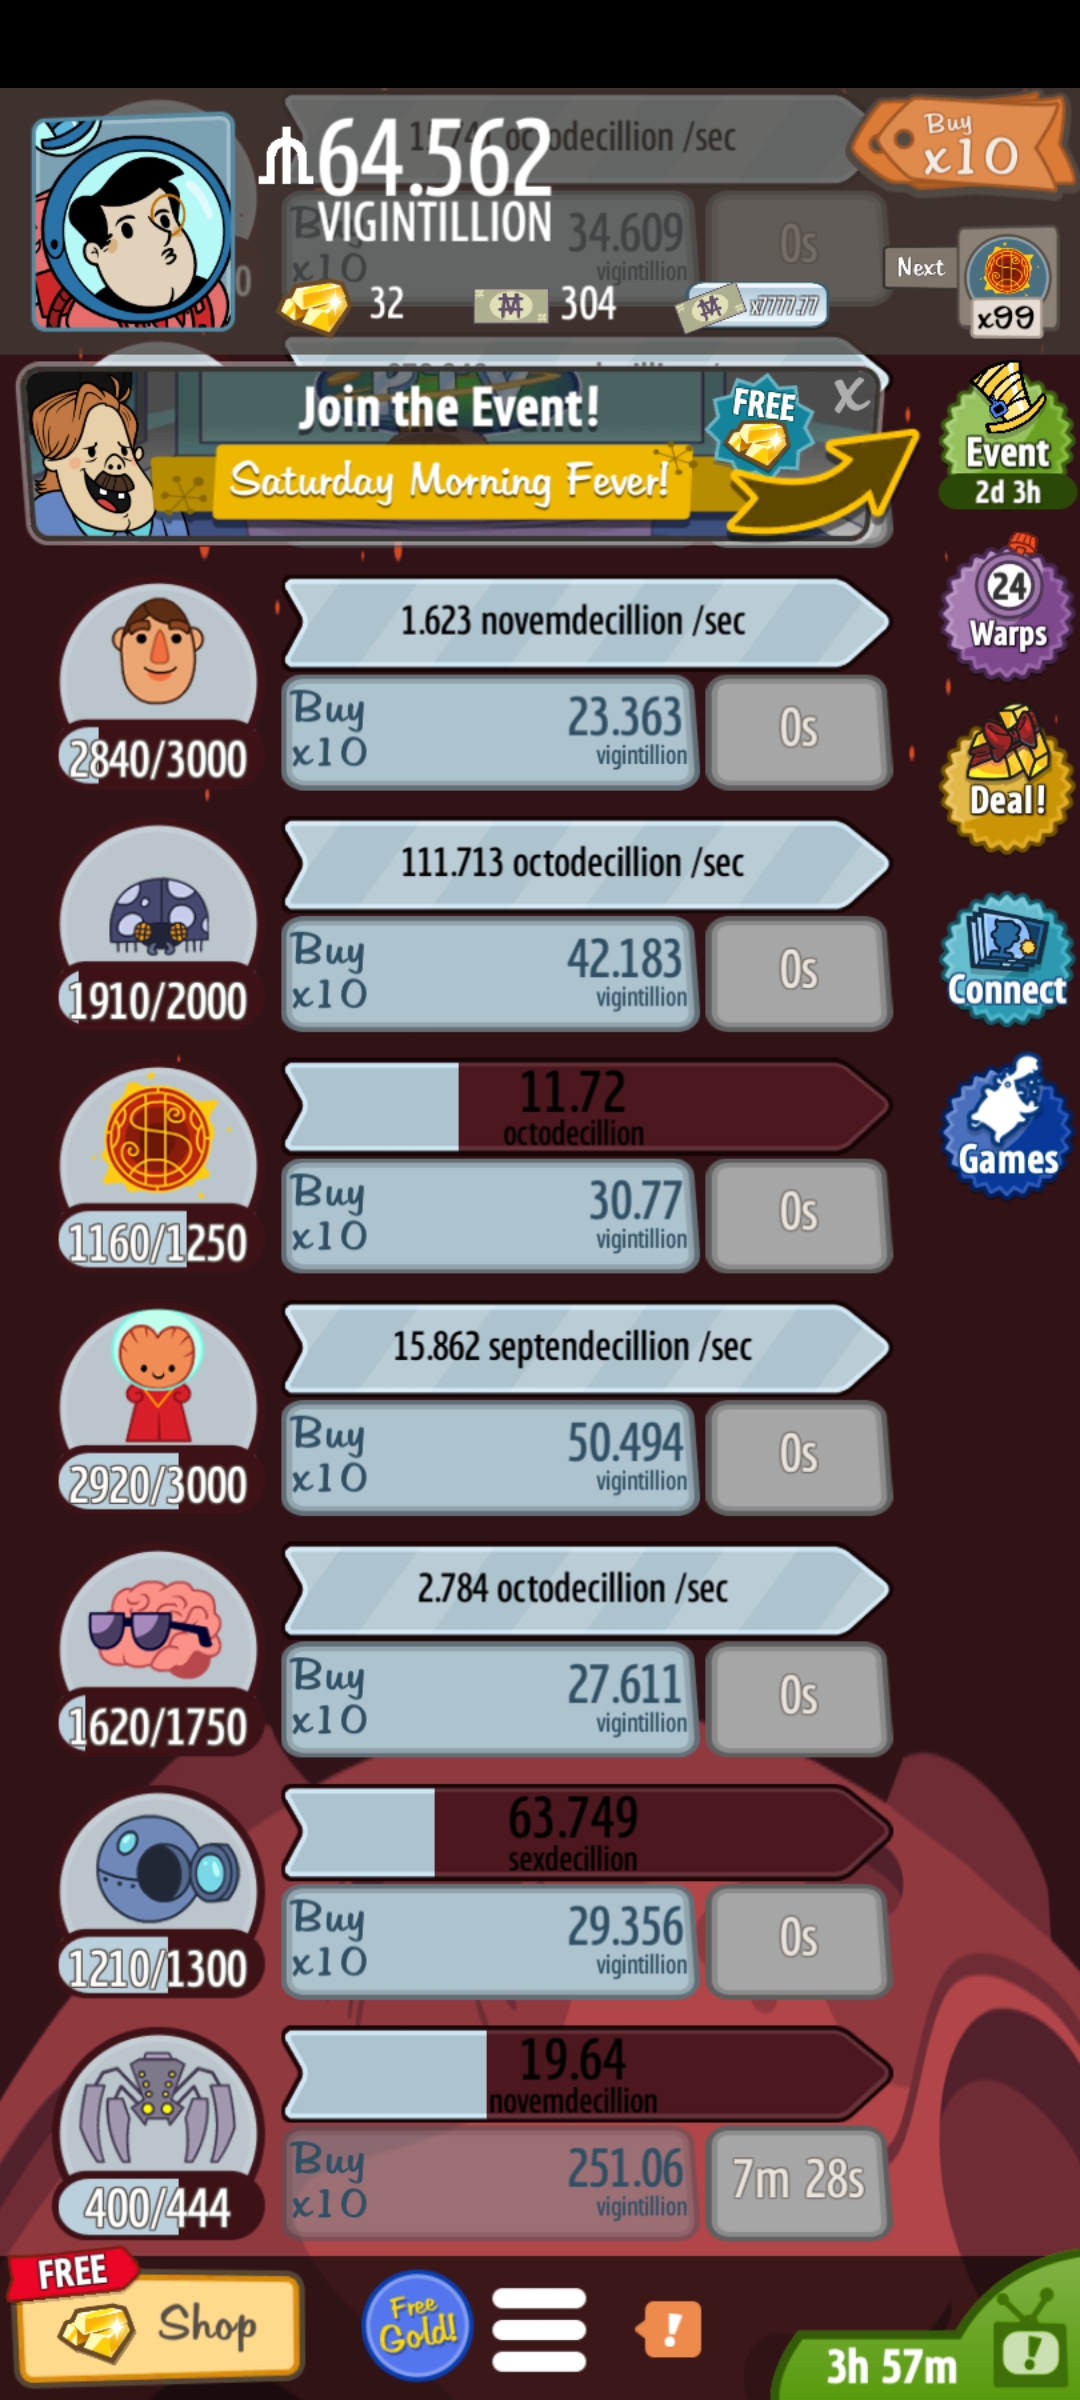 64.562
VIGINTILLION
octodecillion /sec
Buy
x10
Buy
x10
34.609
vigintillion
0s
32
304
x7777.77
Next
x99
Join the Event!
Saturday Morning Fever!
FREE
X
Event
2d 3h
1.623 novemdecillion /sec
2840/3000
Buy
x10
23.363
vigintillion
0s
24
Warps
Deal!
111.713 octodecillion /sec
1910/2000
Buy
x10
42.183
vigintillion
0s
Connect
11.72
octodecillion
1160/1250
Buy
x10
30.77
vigintillion
0s
Games
15.862 septendecillion /sec
2920/3000
Buy
x10
50.494
vigintillion
0s
2.784 octodecillion /sec
1620/1750
Buy
x10
27.611
vigintillion
0s
63.749
sexdecillion
1210/1300
Buy
x10
29.356
vigintillion
0s
19.64
novemdecillion
400/444
Buy
x10
251.06
vigintillion
7m 28s
FREE
Shop
Free
Gold!
!
3h 57m
!